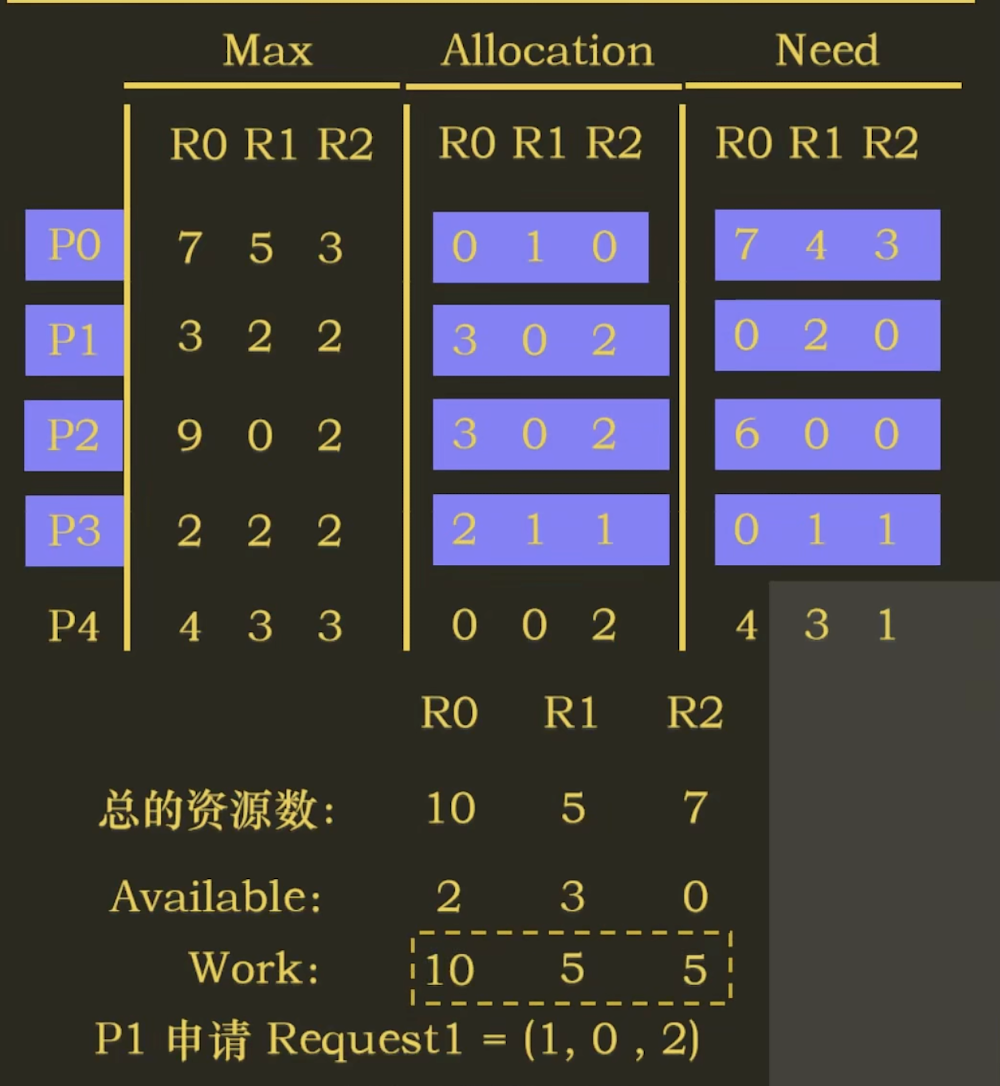 Max Allocation Need
R0 R1 R2 R0 R1 R2 R0 R1 R2
P0 7 5 3 0 1 0 7 4 3
P1 3 2 2 3 0 2 0 2 0
P2 9 0 2 3 0 2 6 0 0
P3 2 2 2 2 1 1 0 1 1
P4 4 3 3 0 0 2 4 3 1
R0 R1 R2
总的资源数: 10 5 7
Available: 2 3 0
Work: 10 5 5
P1 申请 Request1 = (1, 0 , 2)